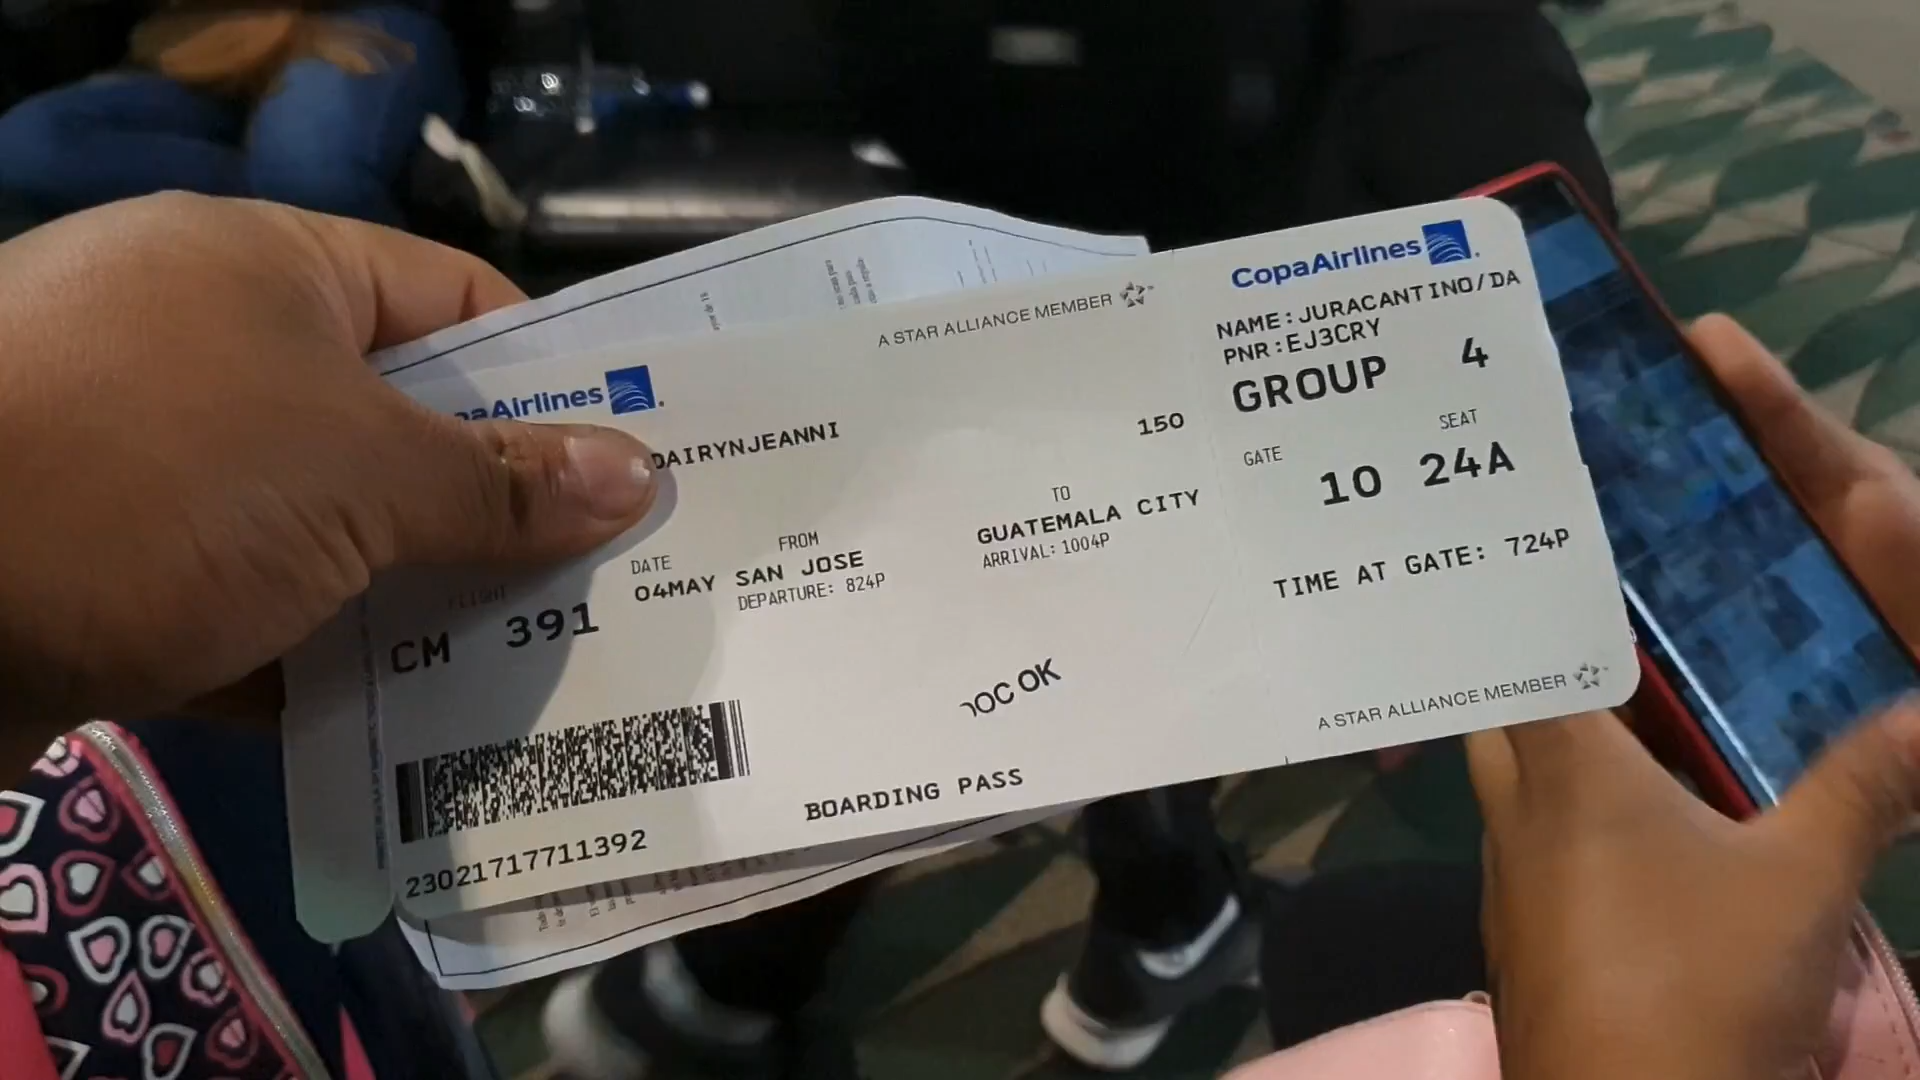 A STAR ALLIANCE MEMBER
paAirlines
DAIRYNJEANNI
150
FLIGHT
CM 391
DATE
04MAY
FROM
SAN JOSE
DEPARTURE: 824P
TO
GUATEMALA CITY
ARRIVAL: 1004P
OC OK
23021717711392
BOARDING PASS
CopaAirlines
NAME:JURACANTINO/DA
PNR:EJ3CRY
GROUP 4
GATE
10
SEAT
24A
TIME AT GATE: 724P
A STAR ALLIANCE MEMBER